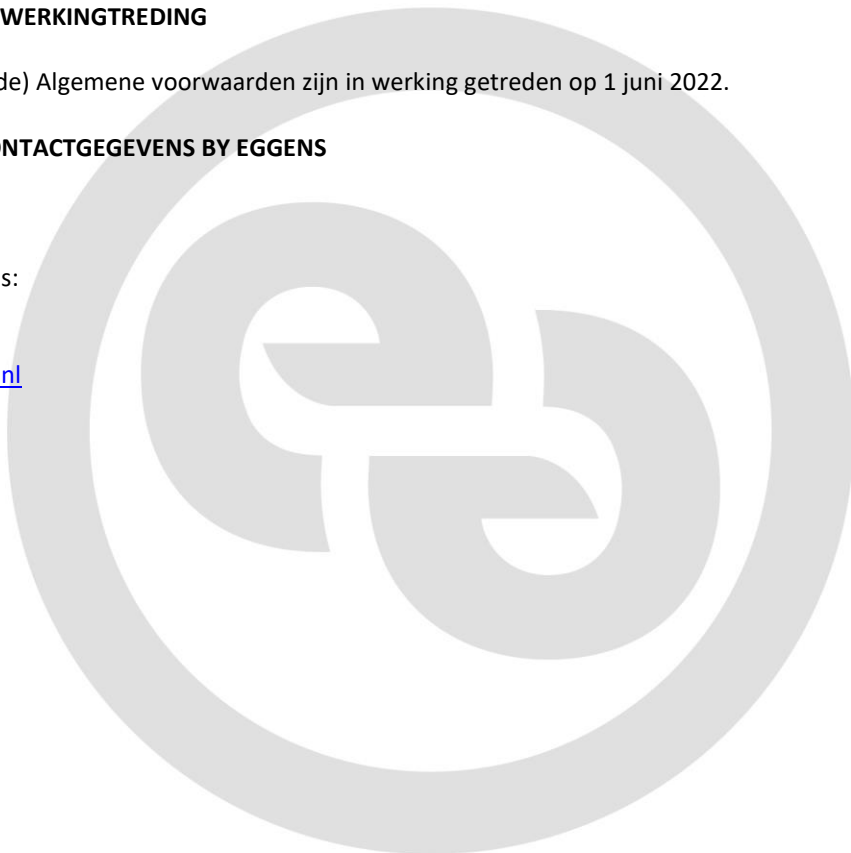 WERKINGTREDING
de) Algemene voorwaarden zijn in werking getreden op 1 juni 2022.
ONTACTGEGEVENS BY EGGENS
s:
nl